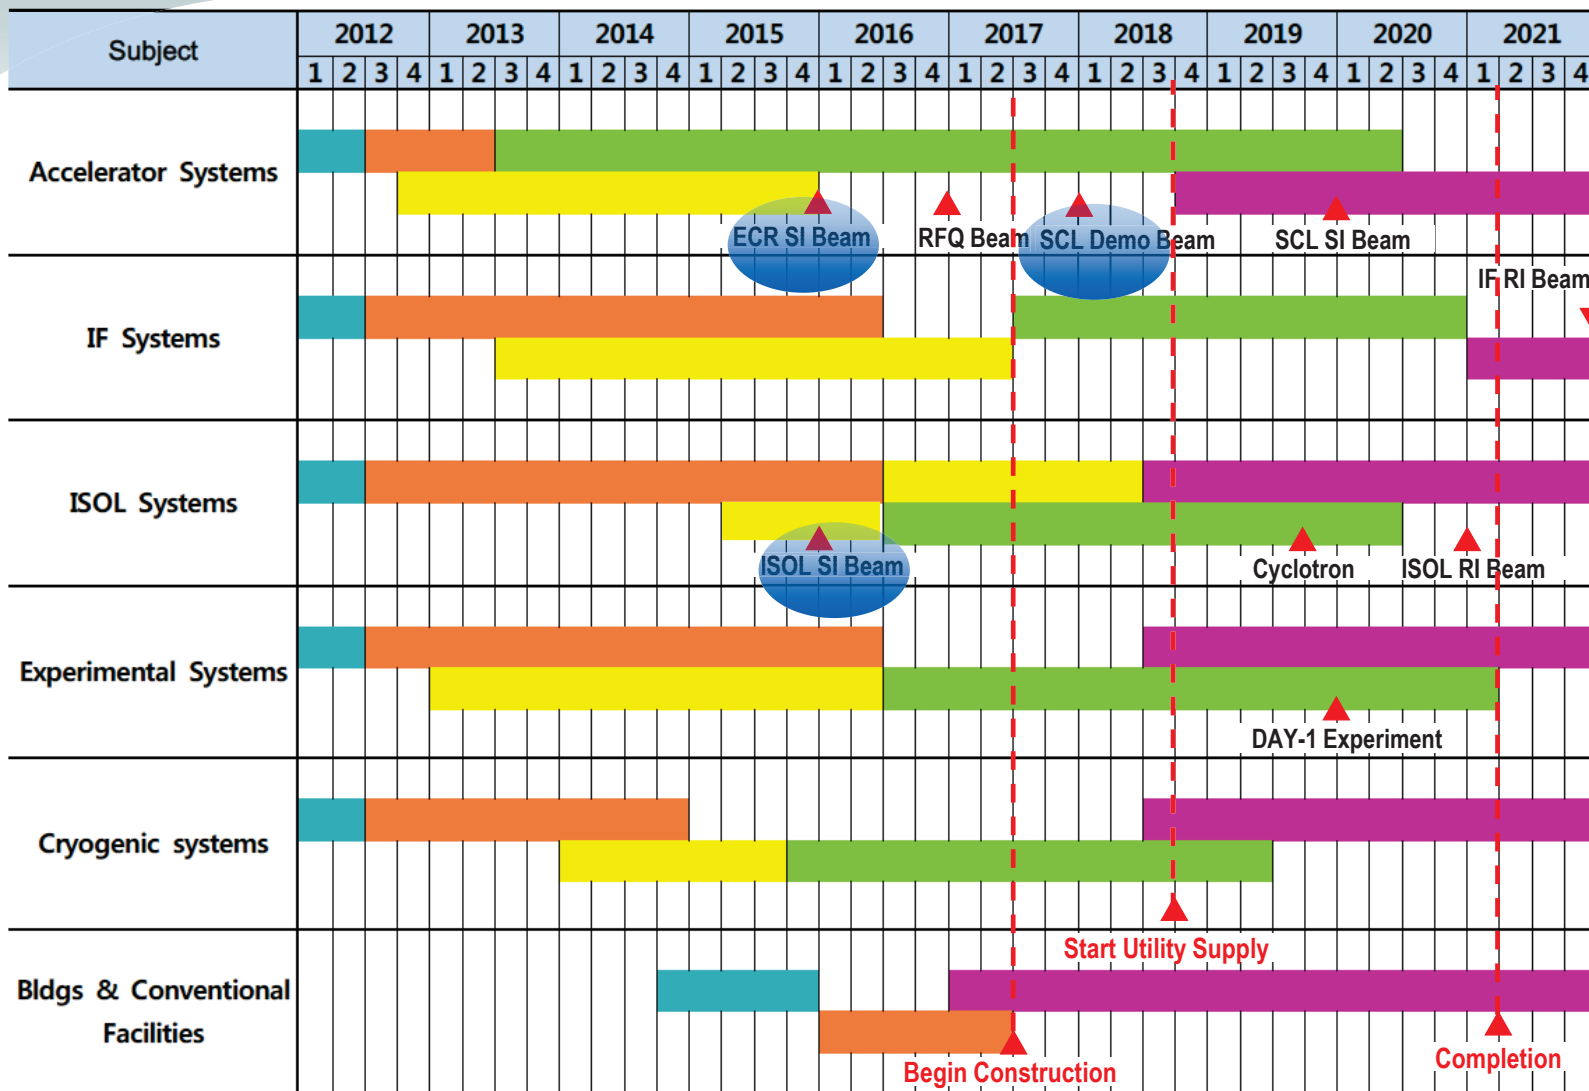 Subject 2012 2013 2014 2015 2016 2017 2018 2019 2020 2021
1 2 3 4 1 2 3 4 1 2 3 4 1 2 3 4 1 2 3 4 1 2 3 4 1 2 3 4 1 2 3 4 1 2 3 4 1 2 3 4
Accelerator Systems
ECR SI Beam RFQ Beam SCL Demo Beam SCL SI Beam
IF RI Beam
IF Systems
ISOL Systems
ISOL SI Beam Cyclotron ISOL RI Beam
Experimental Systems
DAY-1 Experiment
Cryogenic systems
Start Utility Supply
Bldgs & Conventional
Facilities
Begin Construction Completion